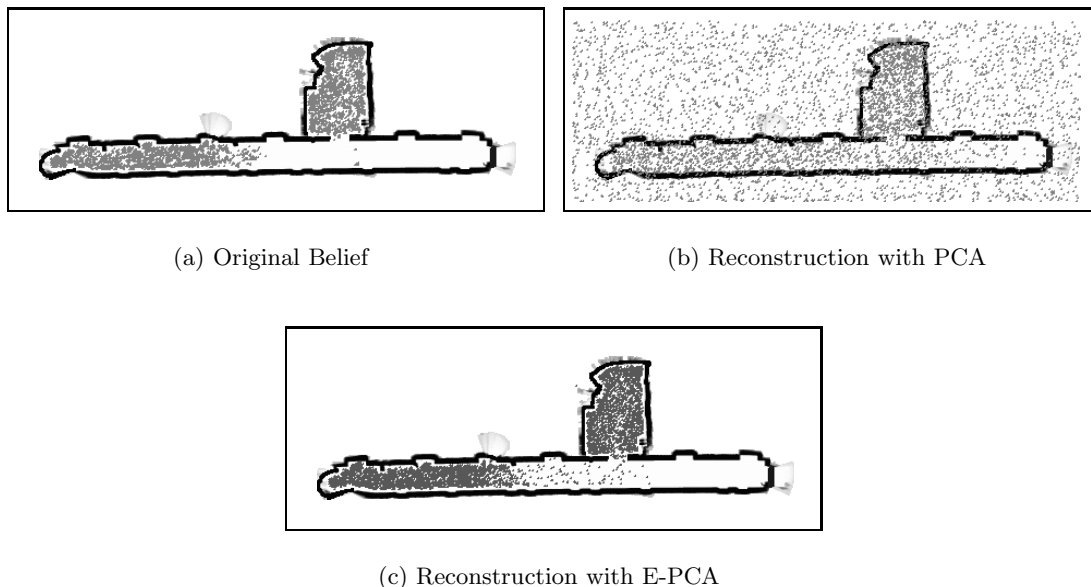 (a) Original Belief
(b) Reconstruction with PCA
(c) Reconstruction with E-PCA